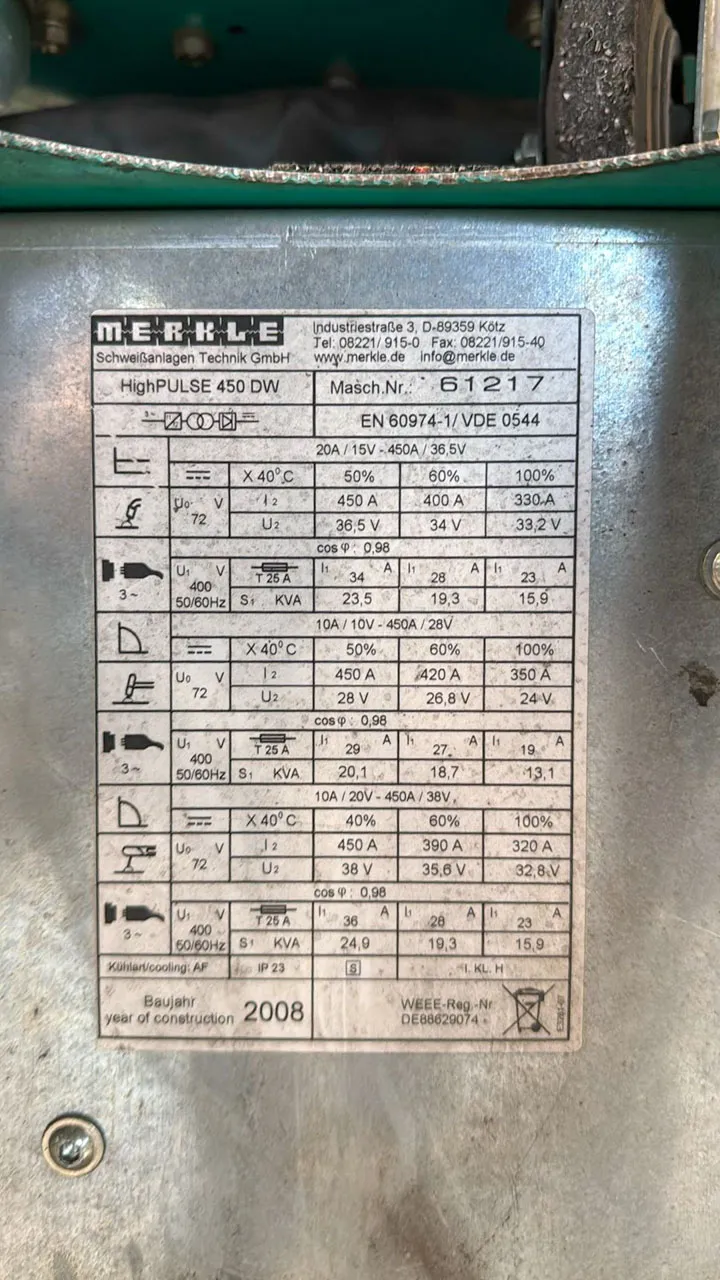 MERKLE
Schweißanlagen Technik GmbH
Industriestraße 3, D-89359 Kötz
Tel: 08221/ 915-0 Fax: 08221/915-40
www.merkle.de info@merkle.de
HighPULSE 450 DW
Masch.Nr.: 61217
3~
EN 60974-1/ VDE 0544
20A / 15V - 450A / 36,5V
X 40°C 50% 60% 100%
U0 V 72
I2 450 A 400 A 330 A
U2 36,5 V 34 V 33,2 V
cos φ : 0,98
3~ U1 V 400 50/60Hz
T 25 A I1 34 A I1 28 A I1 23 A
S1 KVA 23,5 19,3 15,9
10A / 10V - 450A / 28V
X 40°C 50% 60% 100%
U0 V 72
I2 450 A 420 A 350 A
U2 28 V 26,8 V 24 V
cos φ : 0,98
3~ U1 V 400 50/60Hz
T 25 A I1 29 A I1 27 A I1 19 A
S1 KVA 20,1 18,7 13,1
10A / 20V - 450A / 38V
X 40°C 40% 60% 100%
U0 V 72
I2 450 A 390 A 320 A
U2 38 V 35,6 V 32,8 V
cos φ : 0,98
3~ U1 V 400 50/60Hz
T 25 A I1 36 A I1 28 A I1 23 A
S1 KVA 24,9 19,3 15,9
Kühlart/cooling: AF IP 23 S I. KL. H
Baujahr
year of construction 2008
WEEE-Reg.-Nr
DE88629074